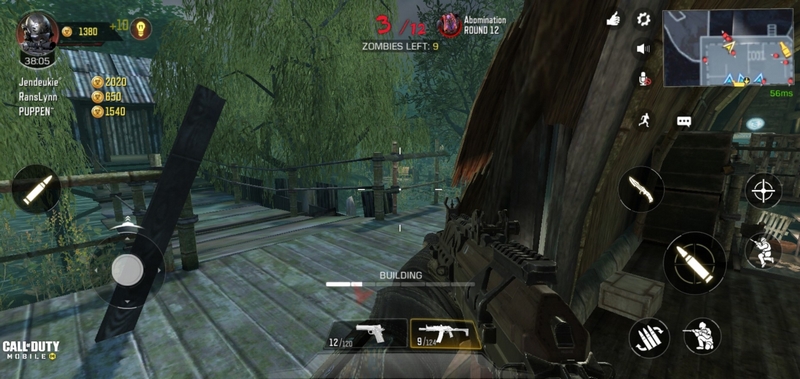 1380
+10
38:05
Jendeukie
2020
RansLynn
650
PUPPEN
1540
3 /12
ZOMBIES LEFT: 9
Abomination
ROUND 12
56ms
BUILDING
12/120
9/124
CALL OF DUTY
MOBILE